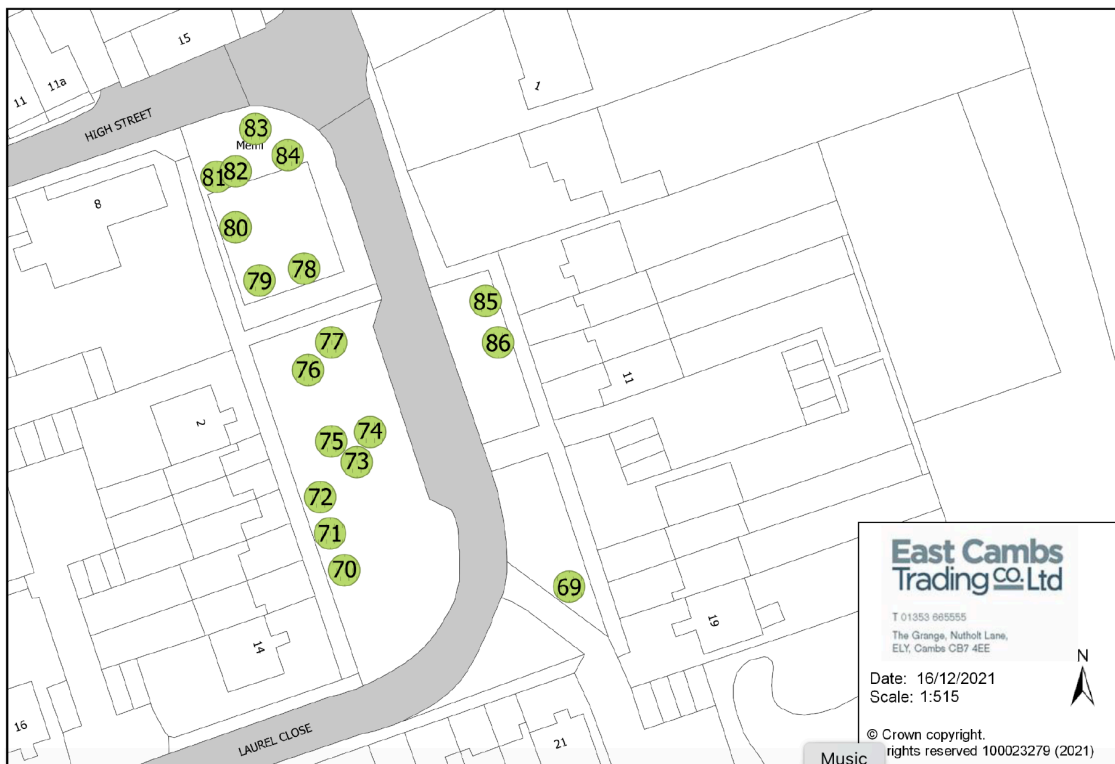 15
11a
11
HIGH STREET
1
83
Meml
84
81
82
8
80
79
78
85
77
86
76
11
2
74
75
73
72
71
70
69
19
14
16
LAUREL CLOSE
21
East Cambs
Trading CO. Ltd
T 01353 665555
The Grange, Nutholt Lane,
ELY, Cambs CB7 4EE
N
Date: 16/12/2021
Scale: 1:515
© Crown copyright.
rights reserved 100023279 (2021)
Music